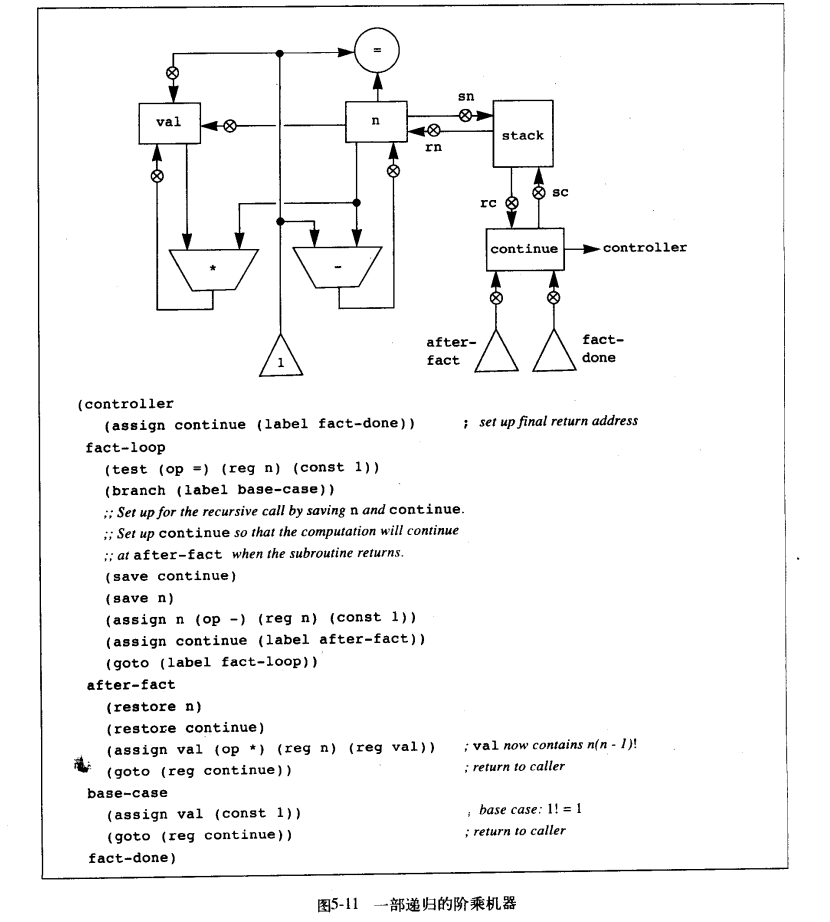 =
sn
val
n
stack
rn
rc
sc
*
-
continue
controller
after-
fact
fact-
done
1
(controller
(assign continue (label fact-done)) ; set up final return address
fact-loop
(test (op =) (reg n) (const 1))
(branch (label base-case))
;; Set up for the recursive call by saving n and continue.
;; Set up continue so that the computation will continue
;; at after-fact when the subroutine returns.
(save continue)
(save n)
(assign n (op -) (reg n) (const 1))
(assign continue (label after-fact))
(goto (label fact-loop))
after-fact
(restore n)
(restore continue)
(assign val (op *) (reg n) (reg val)) ; val now contains n(n - 1)!
(goto (reg continue)) ; return to caller
base-case
(assign val (const 1)) ; base case: 1! = 1
(goto (reg continue)) ; return to caller
fact-done)
图5-11 一部递归的阶乘机器